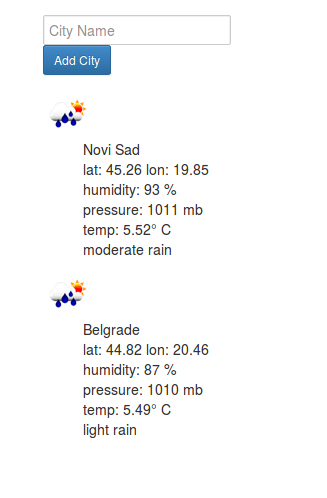 City Name
Add City
Novi Sad
lat: 45.26 lon: 19.85
humidity: 93 %
pressure: 1011 mb
temp: 5.52° C
moderate rain
Belgrade
lat: 44.82 lon: 20.46
humidity: 87 %
pressure: 1010 mb
temp: 5.49° C
light rain